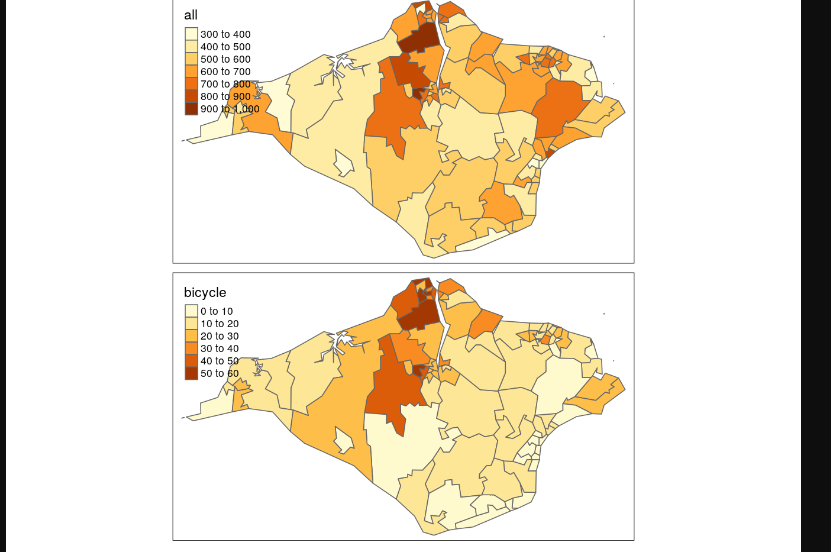 all
300 to 400
400 to 500
500 to 600
600 to 700
700 to 800
800 to 900
900 to 1,000
bicycle
0 to 10
10 to 20
20 to 30
30 to 40
40 to 50
50 to 60